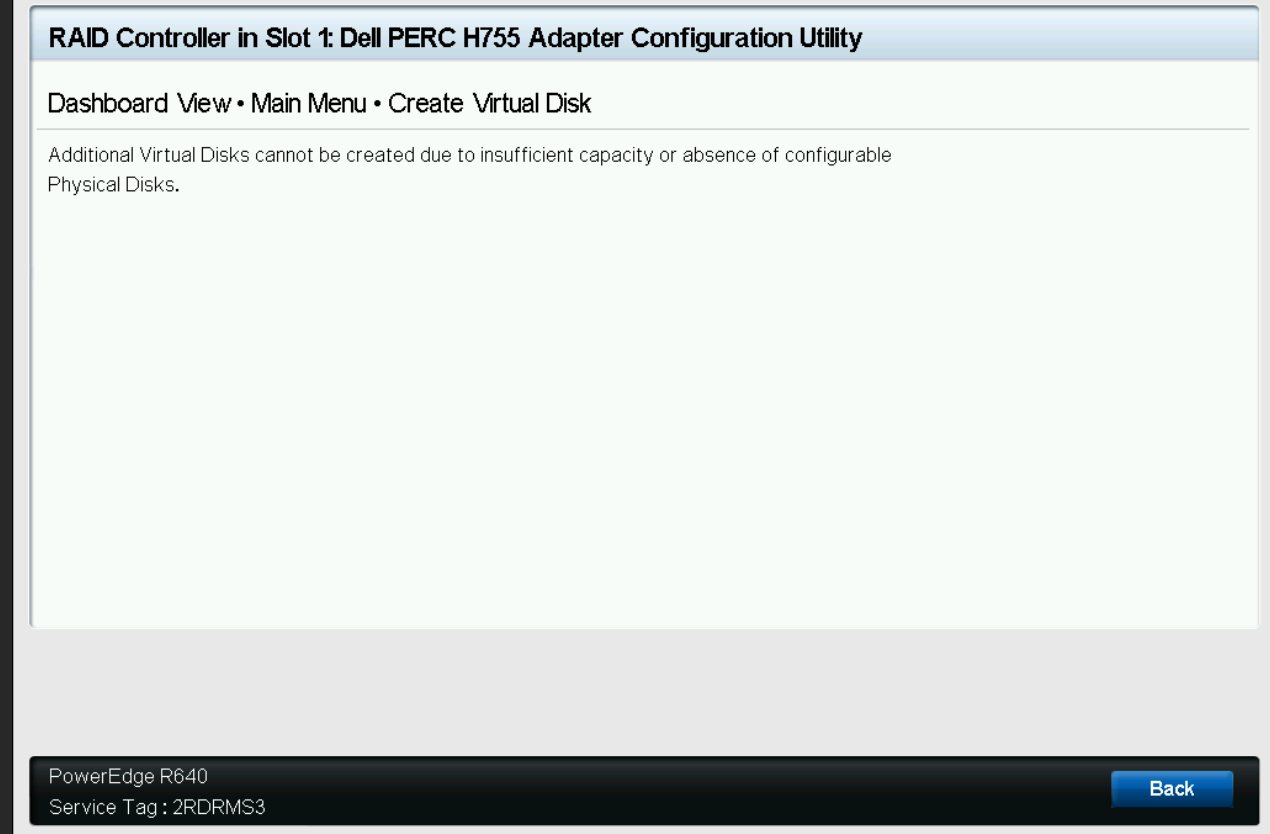 RAID Controller in Slot 1: Dell PERC H755 Adapter Configuration Utility
Dashboard View • Main Menu • Create Virtual Disk
Additional Virtual Disks cannot be created due to insufficient capacity or absence of configurable
Physical Disks.
PowerEdge R640
Service Tag : 2RDRMS3
Back